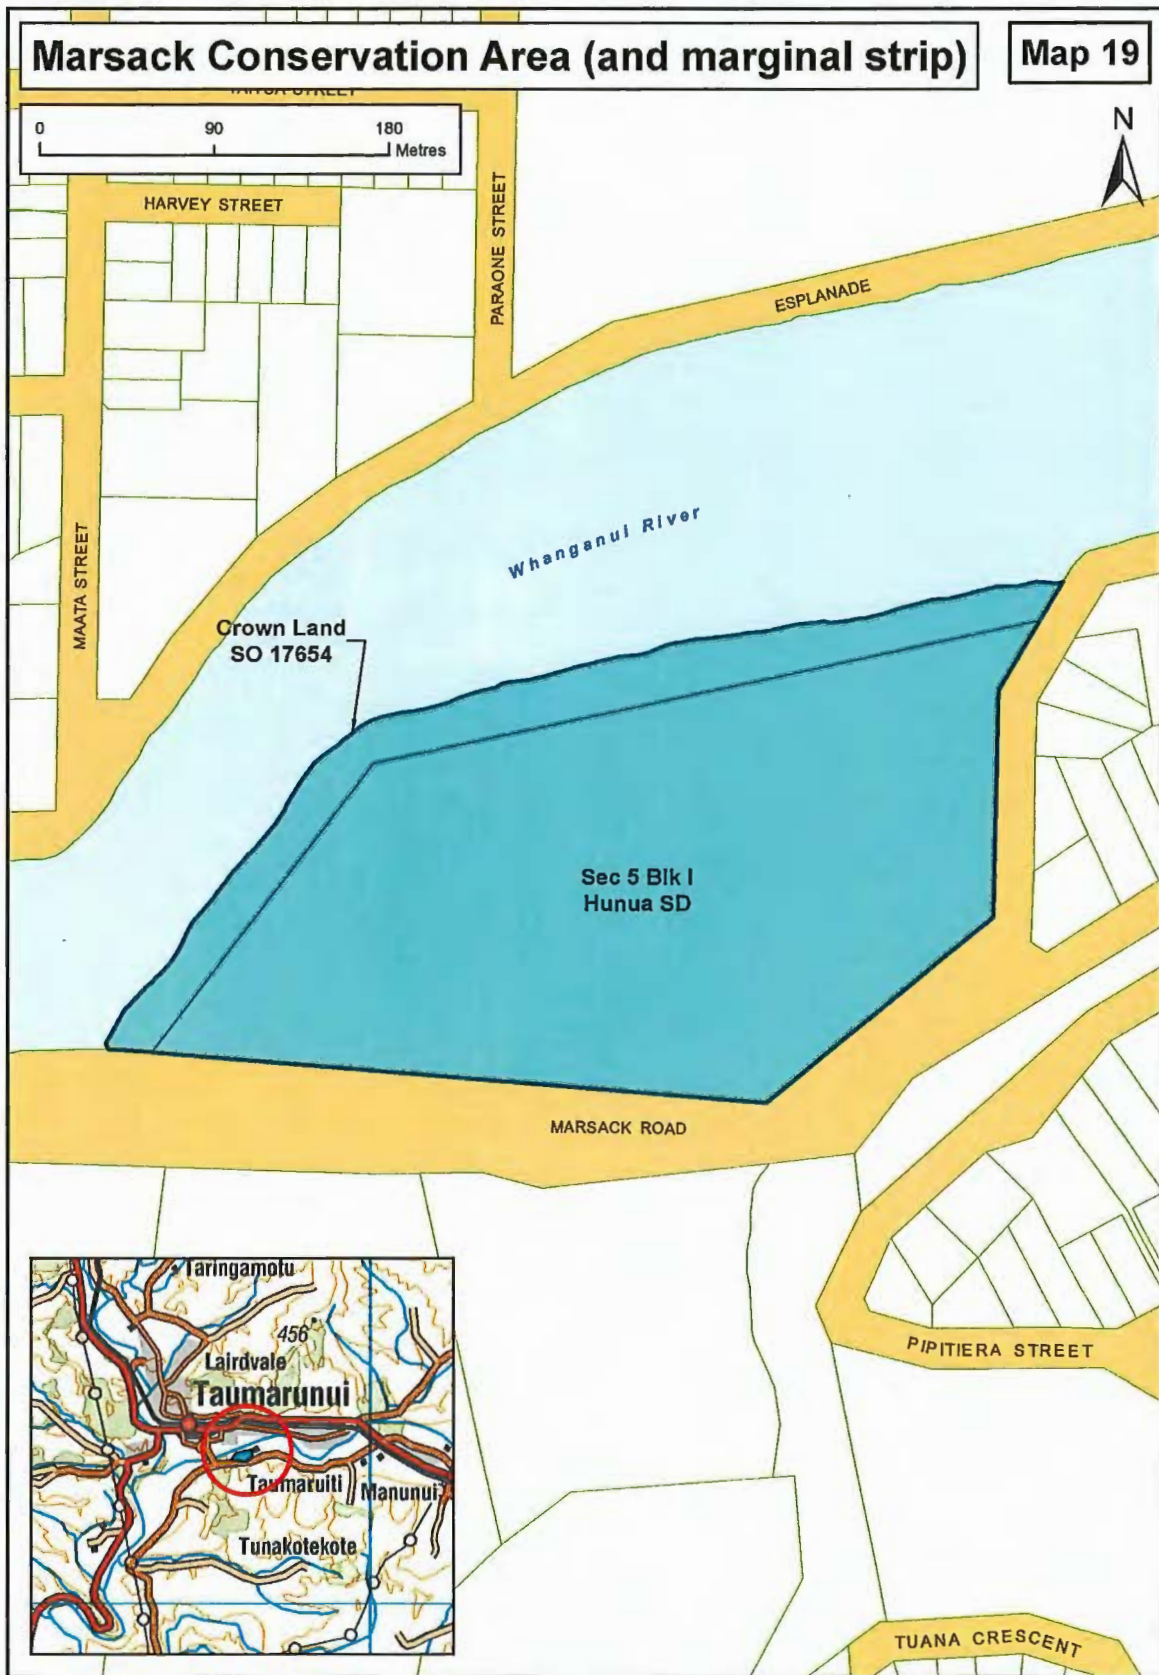 Marsack Conservation Area (and marginal strip)
Map 19
STREET
0 90 180
Metres
N
HARVEY STREET
PARAONE STREET
ESPLANADE
MAATA STREET
Whanganui River
Crown Land
SO 17654
Sec 5 Blk I
Hunua SD
MARSACK ROAD
PIPITIERA STREET
TUANA CRESCENT
Taringamotu
456
Lairdvale
Taumarunui
Taumaruiti
Manunui
Tunakotekote